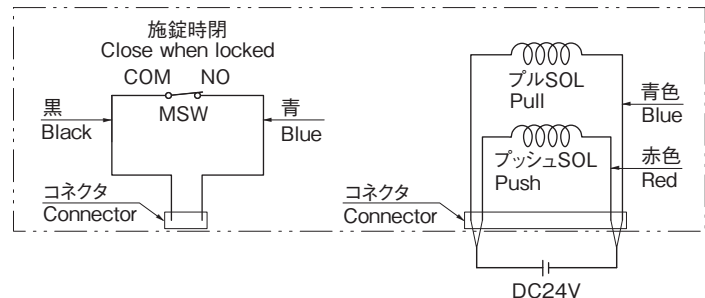 施錠時閉
Close when locked
COM NO
MSW
黒
Black
青
Blue
コネクタ
Connector
プルSOL
Pull
青色
Blue
プッシュSOL
Push
赤色
Red
コネクタ
Connector
DC24V